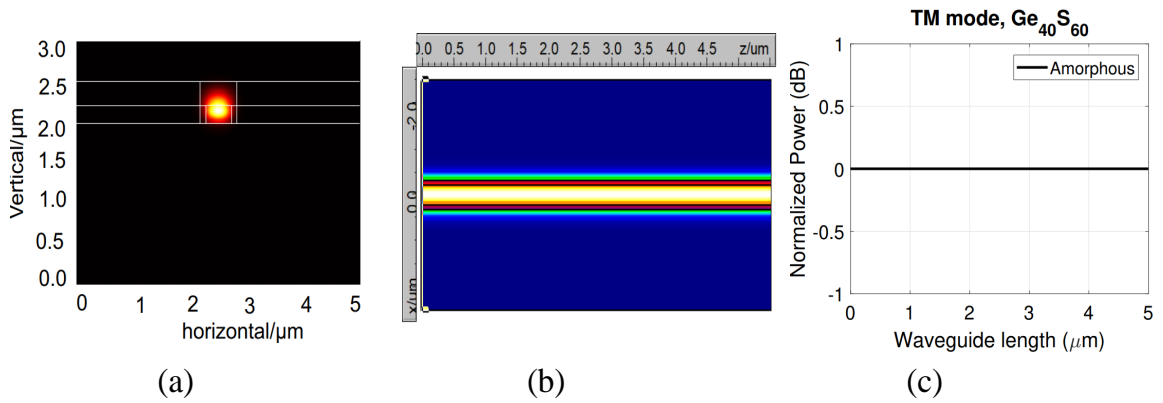 3.0
2.5
2.0
1.5
1.0
0.5
0.0
Vertical/μm
0 1 2 3 4 5
horizontal/μm
(a)
0.0 0.5 1.0 1.5 2.0 2.5 3.0 3.5 4.0 4.5 z/um
-2.0
0.0
x/um
(b)
TM mode, Ge40S60
Amorphous
1
0.5
0
-0.5
-1
Normalized Power (dB)
0 1 2 3 4 5
Waveguide length (μm)
(c)